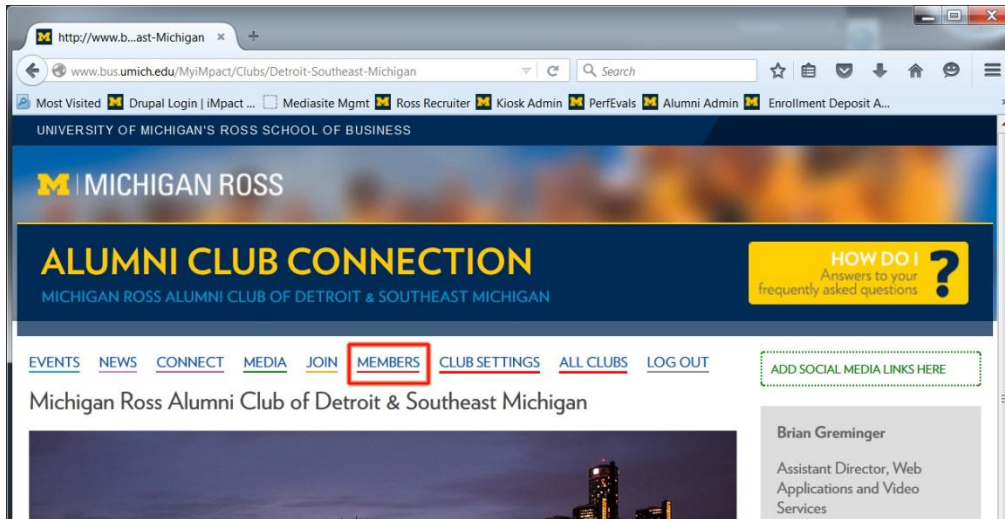 http://www.b...ast-Michigan × +
www.bus.umich.edu/MyiMpact/Clubs/Detroit-Southeast-Michigan Search
Most Visited M Drupal Login | iMpact ... Mediasite Mgmt M Ross Recruiter M Kiosk Admin M PerfEvals M Alumni Admin M Enrollment Deposit A...
UNIVERSITY OF MICHIGAN'S ROSS SCHOOL OF BUSINESS
M | MICHIGAN ROSS
ALUMNI CLUB CONNECTION
MICHIGAN ROSS ALUMNI CLUB OF DETROIT & SOUTHEAST MICHIGAN
HOW DO I ?
Answers to your
frequently asked questions
EVENTS NEWS CONNECT MEDIA JOIN MEMBERS CLUB SETTINGS ALL CLUBS LOG OUT
ADD SOCIAL MEDIA LINKS HERE
Michigan Ross Alumni Club of Detroit & Southeast Michigan
Brian Greminger
Assistant Director, Web
Applications and Video
Services